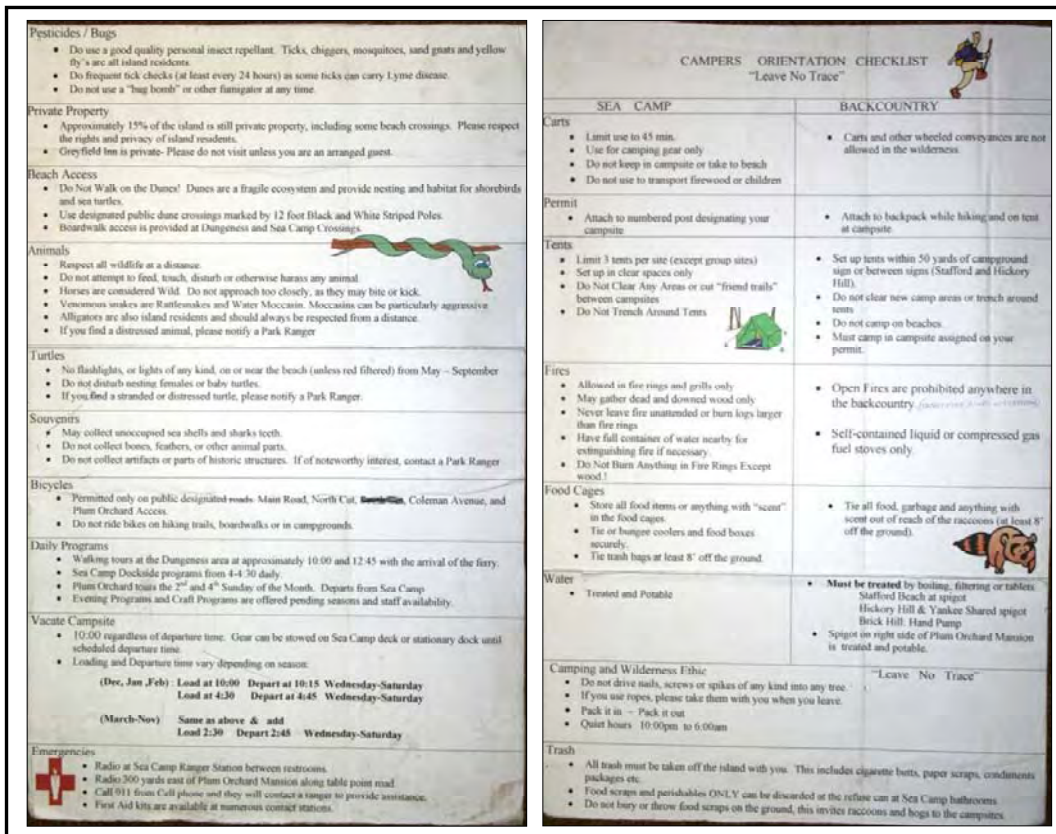 Pesticides / Bugs
Do use a good quality personal insect repellant. Ticks, chiggers, mosquitoes, sand gnats and yellow
fly's are all island residents.
Do frequent tick checks (at least every 24 hours) as some ticks can carry Lyme disease.
Do not use a "bug bomb" or other fumigator at any time.
Private Property
Approximately 15% of the island is still private property, including some beach crossings. Please respect
the rights and privacy of island residents.
Greyfield Inn is private- Please do not visit unless you are an arranged guest.
Beach Access
Do Not Walk on the Dunes! Dunes are a fragile ecosystem and provide nesting and habitat for shorebirds
and sea turtles.
Use designated public dune crossings marked by 12 foot Black and White Striped Poles.
Boardwalk access is provided at Dungeness and Sea Camp Crossings.
Animals
Respect all wildlife at a distance.
Do not attempt to feed, touch, disturb or otherwise harass any animal.
Horses are considered Wild. Do not approach too closely, as they may bite or kick.
Venomous snakes are Rattlesnakes and Water Moccasin. Moccasins can be particularly aggressive
Alligators are also island residents and should always be respected from a distance.
If you find a distressed animal, please notify a Park Ranger
Turtles
No flashlights, or lights of any kind, on or near the beach (unless red filtered) from May – September
Do not disturb nesting females or baby turtles.
If you find a stranded or distressed turtle, please notify a Park Ranger.
Souvenirs
May collect unoccupied sea shells and sharks teeth.
Do not collect bones, feathers, or other animal parts.
Do not collect artifacts or parts of historic structures. If of noteworthy interest, contact a Park Ranger
Bicycles
Permitted only on public designated roads. Main Road, North Cut, Coleman Avenue, and
Plum Orchard Access.
Do not ride bikes on hiking trails, boardwalks or in campgrounds.
Daily Programs
Walking tours at the Dungeness area at approximately 10:00 and 12:45 with the arrival of the ferry.
Sea Camp Dockside programs from 4-4:30 daily.
Plum Orchard tours the 2nd and 4th Sunday of the Month. Departs from Sea Camp
Evening Programs and Craft Programs are offered pending seasons and staff availability.
Vacate Campsite
10:00 regardless of departure time. Gear can be stowed on Sea Camp deck or stationary dock until
scheduled departure time.
Loading and Departure time vary depending on season:
(Dec, Jan ,Feb) : Load at 10:00 Depart at 10:15 Wednesday-Saturday
Load at 4:30 Depart at 4:45 Wednesday-Saturday
(March-Nov) Same as above & add
Load 2:30 Depart 2:45 Wednesday-Saturday
Emergencies
Radio at Sea Camp Ranger Station between restrooms.
Radio 300 yards east of Plum Orchard Mansion along table point road.
Call 911 from Cell phone and they will contact a ranger to provide assistance.
First Aid kits are available at numerous contact stations.
CAMPERS ORIENTATION CHECKLIST
"Leave No Trace"
SEA CAMP
BACKCOUNTRY
Carts
Limit use to 45 min.
Use for camping gear only
Do not keep in campsite or take to beach
Do not use to transport firewood or children
Carts and other wheeled conveyances are not
allowed in the wilderness.
Permit
Attach to numbered post designating your
campsite
Attach to backpack while hiking and on tent
at campsite.
Tents
Limit 3 tents per site (except group sites)
Set up in clear spaces only
Do Not Clear Any Areas or cut "friend trails"
between campsites
Do Not Trench Around Tents
Set up tents within 50 yards of campground
sign or between signs (Stafford and Hickory
Hill).
Do not clear new camp areas or trench around
tents
Do not camp on beaches.
Must camp in campsite assigned on your
permit.
Fires
Allowed in fire rings and grills only
May gather dead and downed wood only
Never leave fire unattended or burn logs larger
than fire rings
Have full container of water nearby for
extinguishing fire if necessary.
Do Not Burn Anything in Fire Rings Except
wood !
Open Fires are prohibited anywhere in
the backcountry
Self-contained liquid or compressed gas
fuel stoves only.
Food Cages
Store all food items or anything with "scent"
in the food cages.
Tie or bungee coolers and food boxes
securely.
Tie trash bags at least 8' off the ground.
Tie all food, garbage and anything with
scent out of reach of the raccoons (at least 8'
off the ground).
Water
Treated and Potable
Must be treated by boiling, filtering or tablets
Stafford Beach at spigot
Hickory Hill & Yankee Shared spigot
Brick Hill: Hand Pump
Spigot on right side of Plum Orchard Mansion
is treated and potable.
Camping and Wilderness Ethic
"Leave No Trace"
Do not drive nails, screws or spikes of any kind into any tree.
If you use ropes, please take them with you when you leave.
Pack it in – Pack it out
Quiet hours 10:00pm to 6:00am
Trash
All trash must be taken off the island with you. This includes cigarette butts, paper scraps, condiments
packages etc.
Food scraps and perishables ONLY can be discarded at the refuse can at Sea Camp bathrooms
Do not bury or throw food scraps on the ground, this invites raccoons and hogs to the campsites.